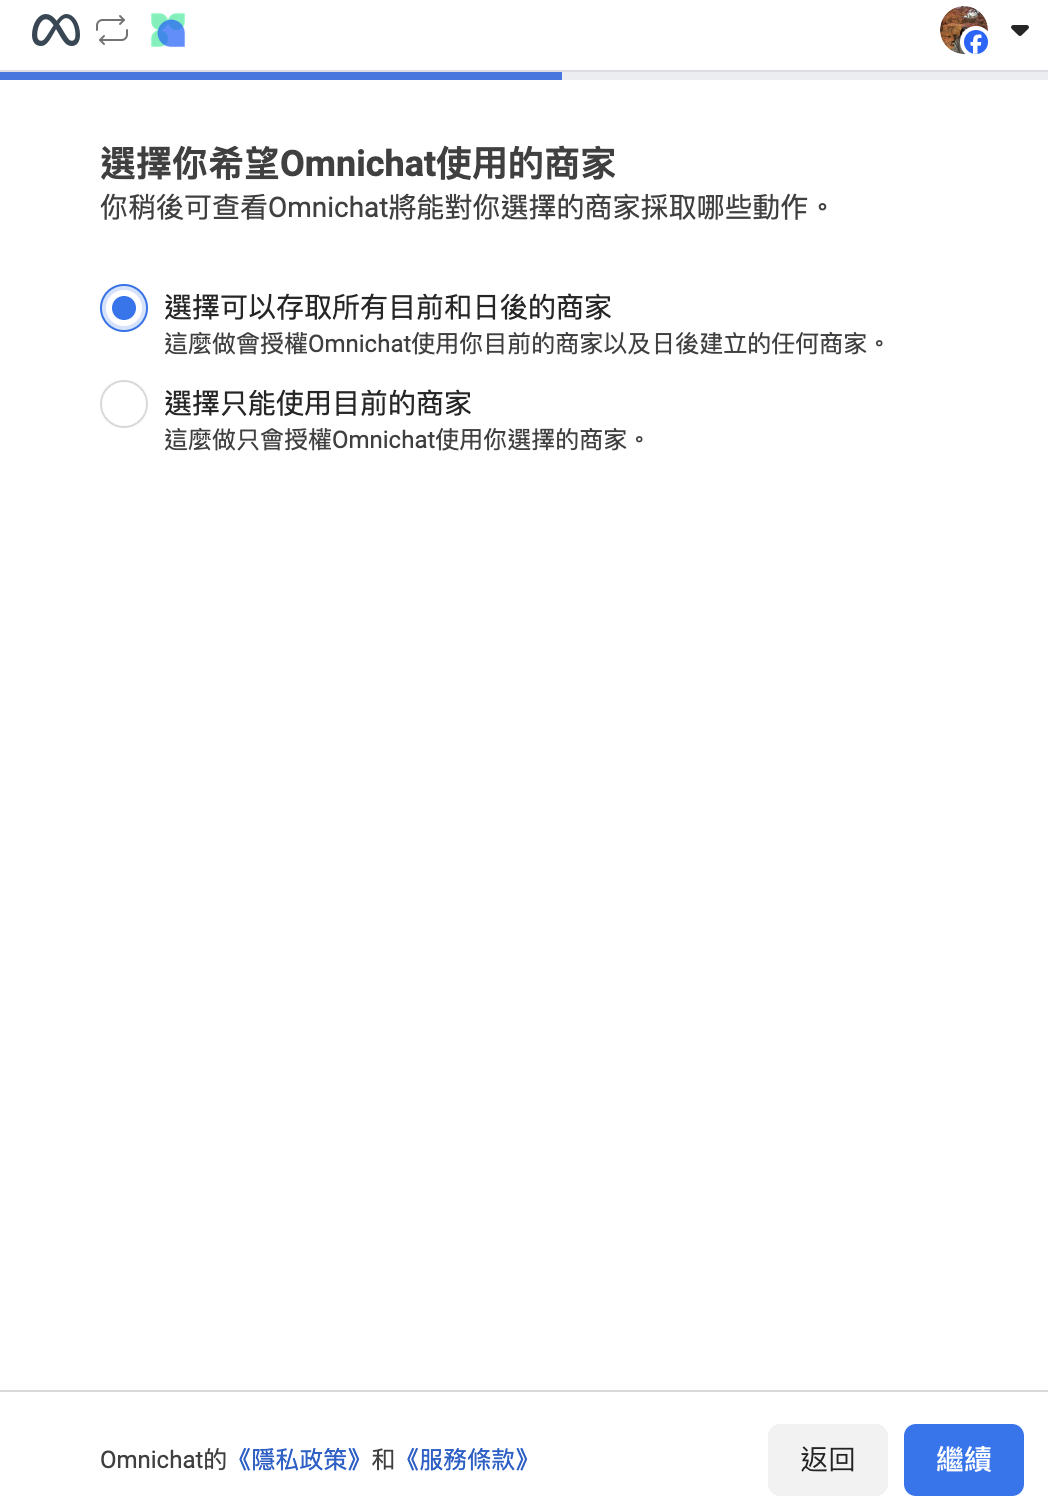 選擇你希望Omnichat使用的商家
你稍後可查看Omnichat將能對你選擇的商家採取哪些動作。
選擇可以存取所有目前和日後的商家
這麼做會授權Omnichat使用你目前的商家以及日後建立的任何商家。
選擇只能使用目前的商家
這麼做只會授權Omnichat使用你選擇的商家。
Omnichat的《隱私政策》和《服務條款》
返回
繼續